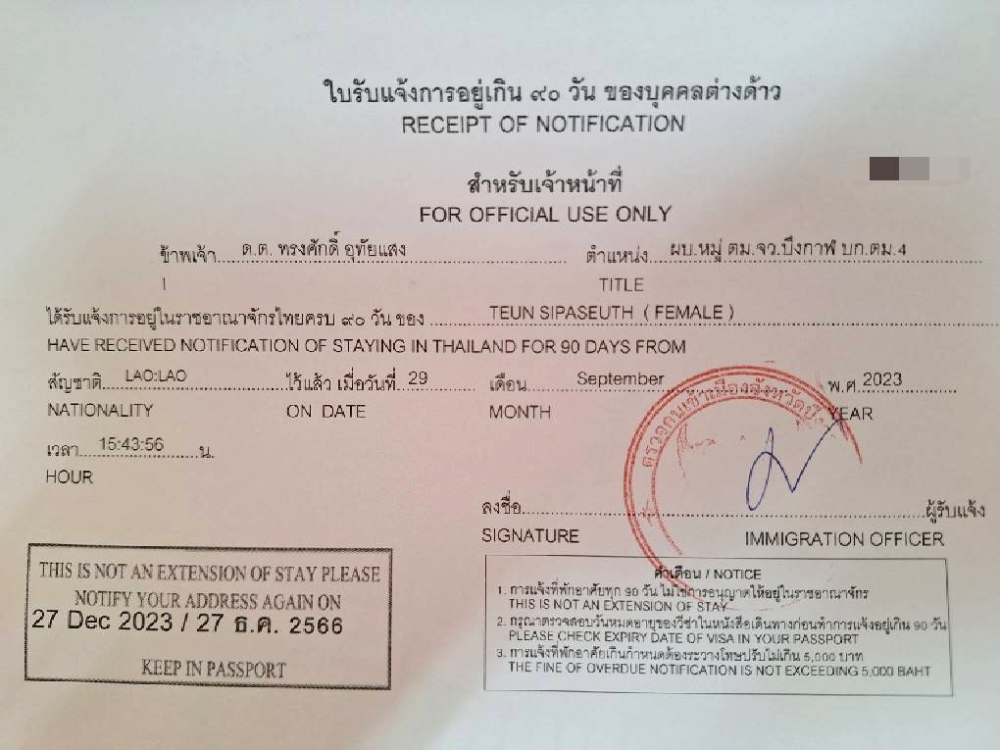 ใบรับแจ้งการอยู่เกิน ๙๐ วัน ของบุคคลต่างด้าว
RECEIPT OF NOTIFICATION
สำหรับเจ้าหน้าที่
FOR OFFICIAL USE ONLY
ข้าพเจ้า ด.ต. ทรงศักดิ์ อุทัยแสง ตำแหน่ง ผบ.หมู่ ตม.จว.บึงกาฬ บก.ตม.4
I TITLE
ได้รับแจ้งการอยู่ในราชอาณาจักรไทยครบ ๙๐ วัน ของ TEUN SIPASEUTH ( FEMALE )
HAVE RECEIVED NOTIFICATION OF STAYING IN THAILAND FOR 90 DAYS FROM
สัญชาติ LAO:LAO ไว้แล้ว เมื่อวันที่ 29 เดือน September พ.ศ. 2023
NATIONALITY ON DATE MONTH YEAR
เวลา 15:43:56 น.
HOUR
ตรวจคนเข้าเมืองจังหวัด
ลงชื่อ ผู้รับแจ้ง
SIGNATURE IMMIGRATION OFFICER
THIS IS NOT AN EXTENSION OF STAY PLEASE
NOTIFY YOUR ADDRESS AGAIN ON
27 Dec 2023 / 27 ธ.ค. 2566
KEEP IN PASSPORT
คำเตือน / NOTICE
1. การแจ้งที่พักอาศัยทุก 90 วัน ไม่ใช่การอนุญาตให้อยู่ในราชอาณาจักร
THIS IS NOT AN EXTENSION OF STAY
2. กรุณาตรวจสอบวันหมดอายุของวีซ่าในหนังสือเดินทางก่อนทำการแจ้งอยู่เกิน 90 วัน
PLEASE CHECK EXPIRY DATE OF VISA IN YOUR PASSPORT
3. การแจ้งที่พักอาศัยเกินกำหนดต้องระวางโทษปรับไม่เกิน 5,000 บาท
THE FINE OF OVERDUE NOTIFICATION IS NOT EXCEEDING 5,000 BAHT